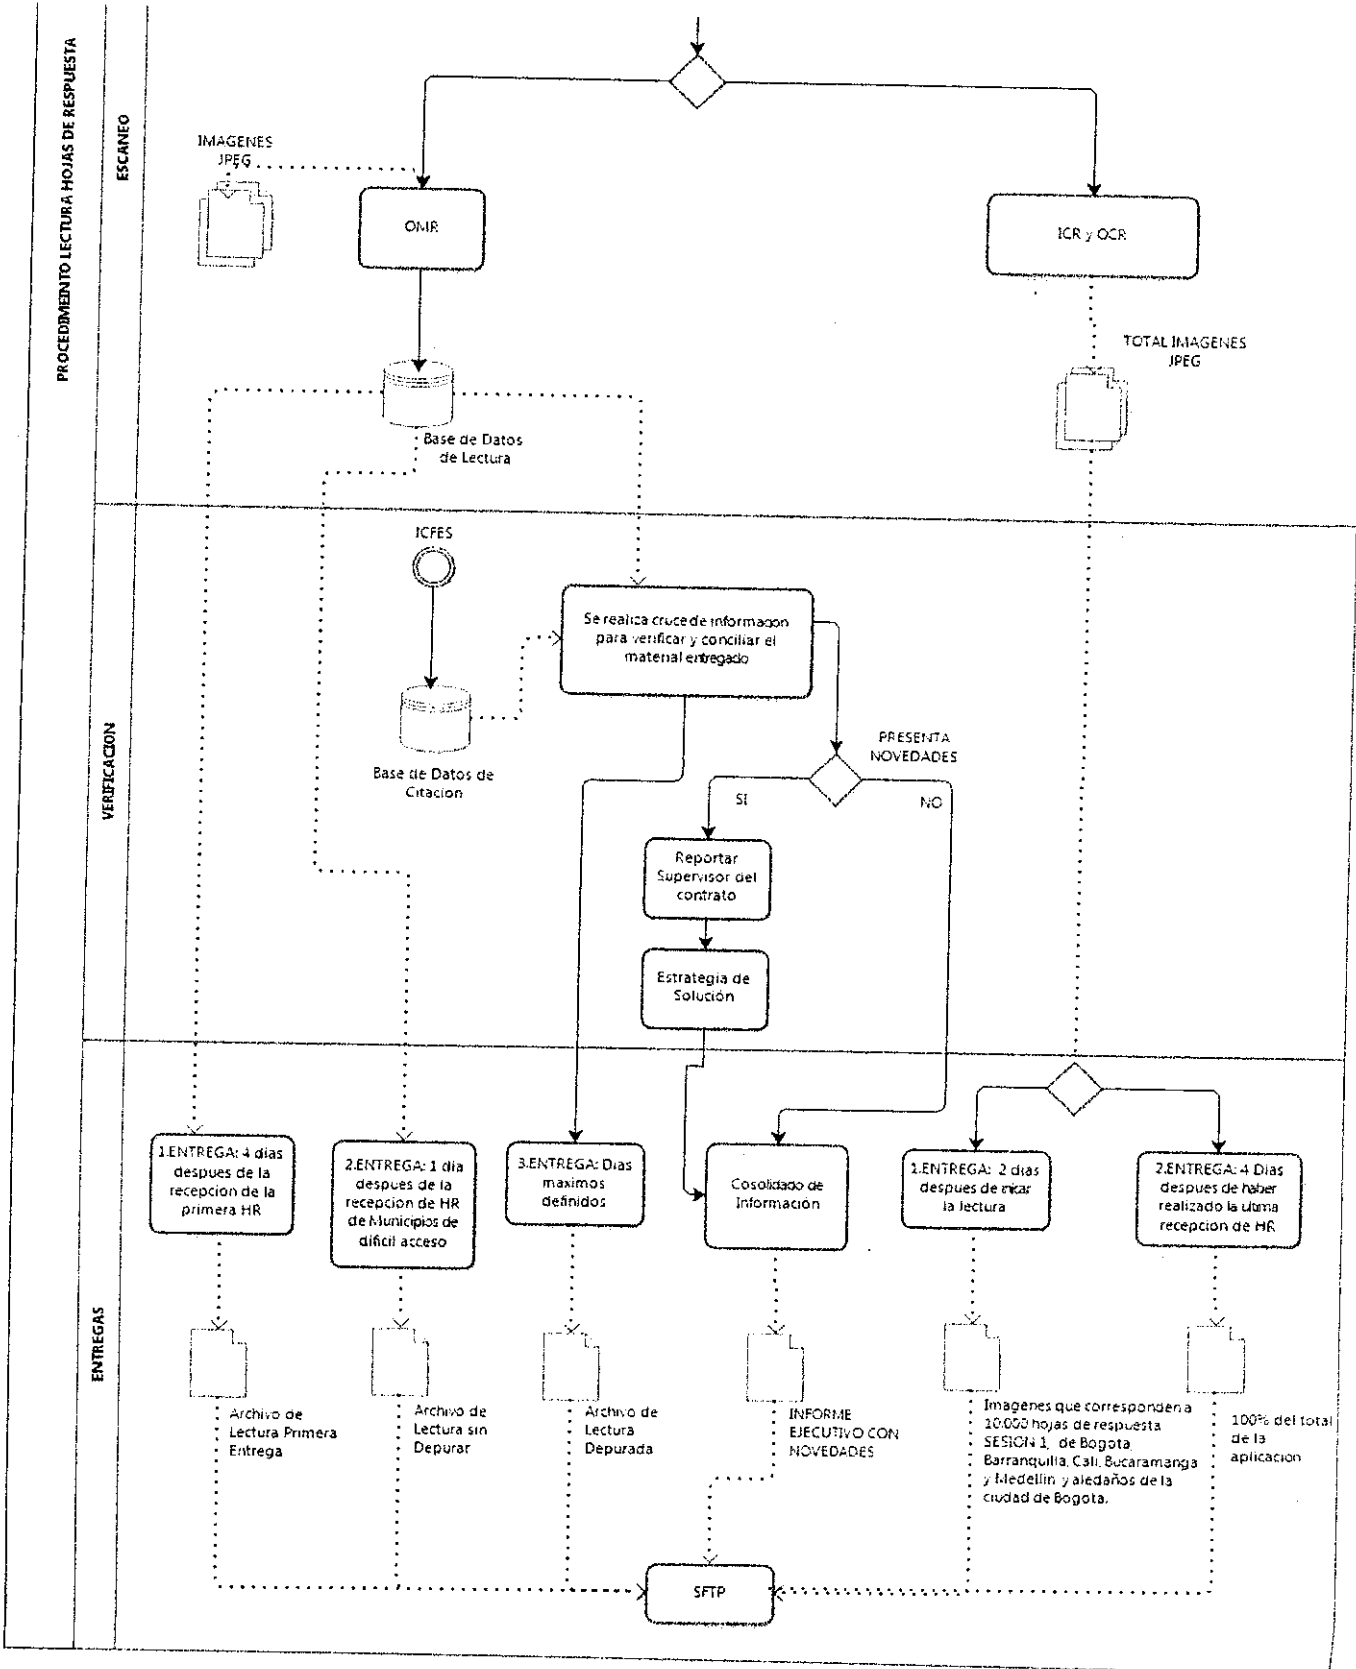 PROCEDIMEINTO LECTURA HOJAS DE RESPUESTA
ESCANEO
IMAGENES
JPEG
OMR
ICR y OCR
TOTAL IMAGENES
JPEG
Base de Datos
de Lectura
VERIFICACION
ICFES
Se realiza cruce de informacion
para verificar y conciliar el
material entregado
Base de Datos de
Citacion
PRESENTA
NOVEDADES
SI
NO
Reportar
Supervisor del
contrato
Estrategia de
Solución
ENTREGAS
1.ENTREGA: 4 dias
despues de la
recepcion de la
primera HR
2.ENTREGA: 1 dia
despues de la
recepcion de HR
de Municipios de
dificil acceso
3.ENTREGA: Dias
maximos
definidos
Cosolidado de
Información
1.ENTREGA: 2 dias
despues de inicar
la lectura
2.ENTREGA: 4 Dias
despues de haber
realizado la ultima
recepcion de HR
Archivo de
Lectura Primera
Entrega
Archivo de
Lectura sin
Depurar
Archivo de
Lectura
Depurada
INFORME
EJECUTIVO CON
NOVEDADES
Imagenes que corresponden a
10.000 hojas de respuesta
SESION 1, de Bogota,
Barranquilla, Cali, Bucaramanga
y Medellin y aledaños de la
ciudad de Bogota.
100% del total
de la
aplicacion
SFTP